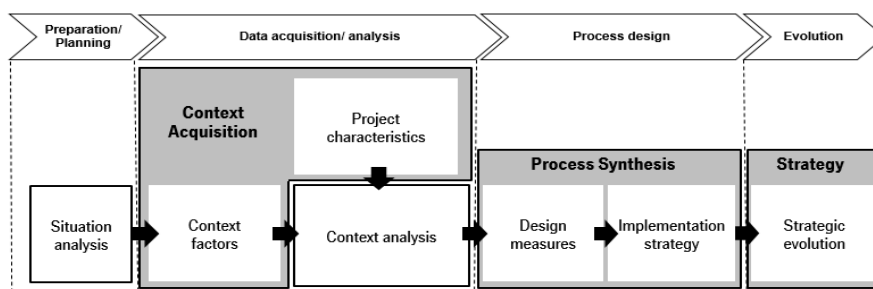 Preparation/
Planning
Data acquisition/ analysis
Process design
Evolution
Context
Acquisition
Project
characteristics
Process Synthesis
Strategy
Situation
analysis
Context
factors
Context analysis
Design
measures
Implementation
strategy
Strategic
evolution